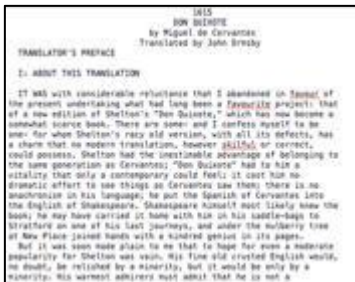 1615
DON QUIXOTE
by Miguel de Cervantes
Translated by John Ormsby
TRANSLATOR'S PREFACE
I: ABOUT THIS TRANSLATION
IT WAS with considerable reluctance that I abandoned in favour of
the present undertaking what had long been a favourite project: that
of a new edition of Shelton's "Don Quixote," which has now become a
somewhat scarce book. There are some- and I confess myself to be
one- for whom Shelton's racy old version, with all its defects, has
a charm that no modern translation, however skilful or correct,
could possess. Shelton had the inestimable advantage of belonging to
the same generation as Cervantes; "Don Quixote" had to him a
vitality that only a contemporary could feel; it cost him no
dramatic effort to see things as Cervantes saw them; there is no
anachronism in his language; he put the Spanish of Cervantes into
the English of Shakespeare. Shakespeare himself most likely knew the
book; he may have carried it home with him in his saddle-bags to
Stratford on one of his last journeys, and under the mulberry tree
at New Place joined hands with a kindred genius in its pages.
But it was soon made plain to me that to hope for even a moderate
popularity for Shelton was vain. His fine old crusted English would,
no doubt, be relished by a minority, but it would be only by a
minority. His warmest admirers must admit that he is not a